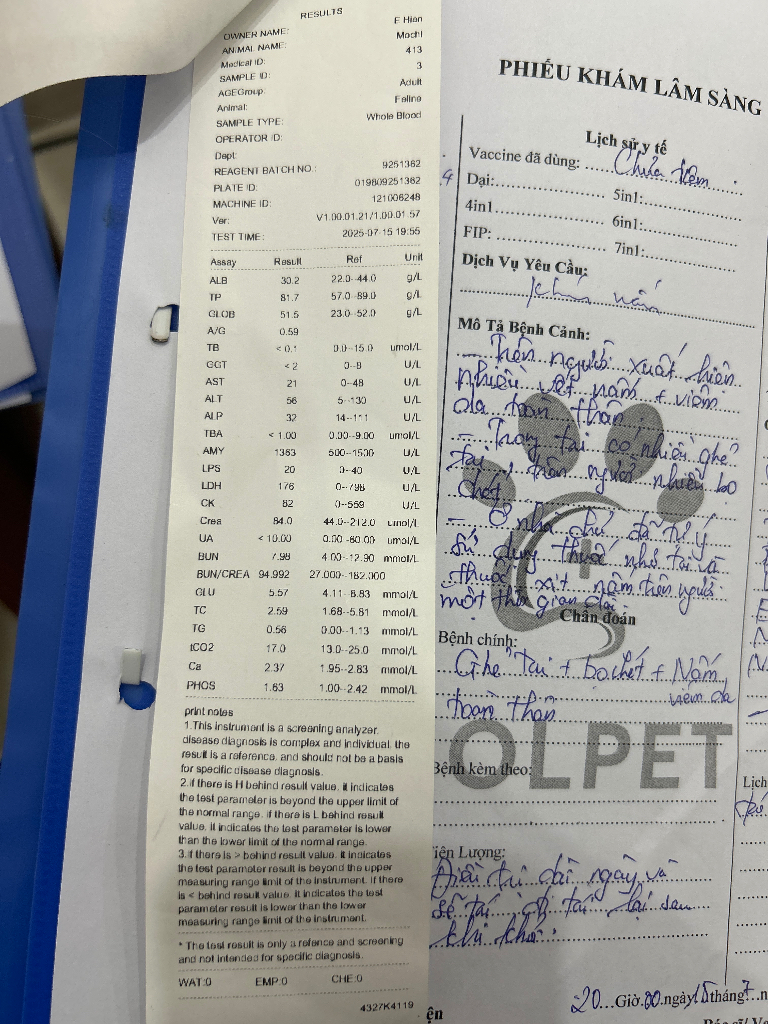 RESULTS
OWNER NAME: F Hien
ANIMAL NAME: Mochi
Medical ID: 413
SAMPLE ID: 3
AGEGroup: Adult
Animal: Feline
SAMPLE TYPE: Whole Blood
OPERATOR ID:
Dept:
REAGENT BATCH NO.: 9251362
PLATE ID: 019809251362
MACHINE ID: 121006248
Ver: V1.00.01.21/1.00.01.57
TEST TIME: 2025-07-15 19:55
Assay Result Ref Unit
ALB 30.2 22.0--44.0 g/L
TP 81.7 57.0--89.0 g/L
GLOB 51.5 23.0--52.0 g/L
A/G 0.59
TB < 0.1 0.0--15.0 umol/L
GGT < 2 0--8 U/L
AST 21 0--48 U/L
ALT 56 5--130 U/L
ALP 32 14--111 U/L
TBA < 1.00 0.00--9.00 umol/L
AMY 1363 500--1500 U/L
LPS 20 0--40 U/L
LDH 176 0--798 U/L
CK 82 0--559 U/L
Crea 84.0 44.0--212.0 umol/L
UA < 10.00 0.00--60.00 umol/L
BUN 7.98 4.00--12.90 mmol/L
BUN/CREA 94.992 27.000--182.000
GLU 5.57 4.11--8.83 mmol/L
TC 2.59 1.68--5.81 mmol/L
TG 0.56 0.00--1.13 mmol/L
tCO2 17.0 13.0--25.0 mmol/L
Ca 2.37 1.95--2.83 mmol/L
PHOS 1.63 1.00--2.42 mmol/L
print notes
1.This instrument is a screening analyzer.
disease diagnosis is complex and individual. the
result is a reference, and should not be a basis
for specific disease diagnosis.
2.if there is H behind result value. it indicates
the test parameter is beyond the upper limit of
the normal range. if there is L behind result
value. it indicates the test parameter is lower
than the lower limit of the normal range.
3.if there is > behind result value. it indicates
the test parameter result is beyond the upper
measuring range limit of the instrument. if there
is < behind result value. it indicates the test
parameter result is lower than the lower
measuring range limit of the instrument.
* The test result is only a refence and screening
and not intended for specific diagnosis.
WAT:0 EMP:0 CHE:0
4327K4119
PHIẾU KHÁM LÂM SÀNG
Lịch sử y tế
Vaccine đã dùng: Chưa tiêm
Dại: 5in1:
4in1 6in1:
FIP: 7in1:
Dịch Vụ Yêu Cầu:
khám nấm
Mô Tả Bệnh Cảnh:
- Trên người xuất hiện
nhiều vết nấm + viêm
da toàn thân
- Trong tai có nhiều ghẻ
tai, trên người nhiều bọ
chét
- Ở nhà chủ đã tự ý
sử dụng thuốc nhỏ tai và
thuốc xịt nấm trên người
một thời gian dài.
Chẩn đoán
Bệnh chính:
Ghẻ tai + bọ chét + Nấm
viêm da
toàn thân
OLPET
Bệnh kèm theo:
iên Lượng:
Điều trị dài ngày và
sẽ tái đi tái lại sau
khi khỏi.
20 Giờ 00 ngày 15 tháng 7
Lịch
ện